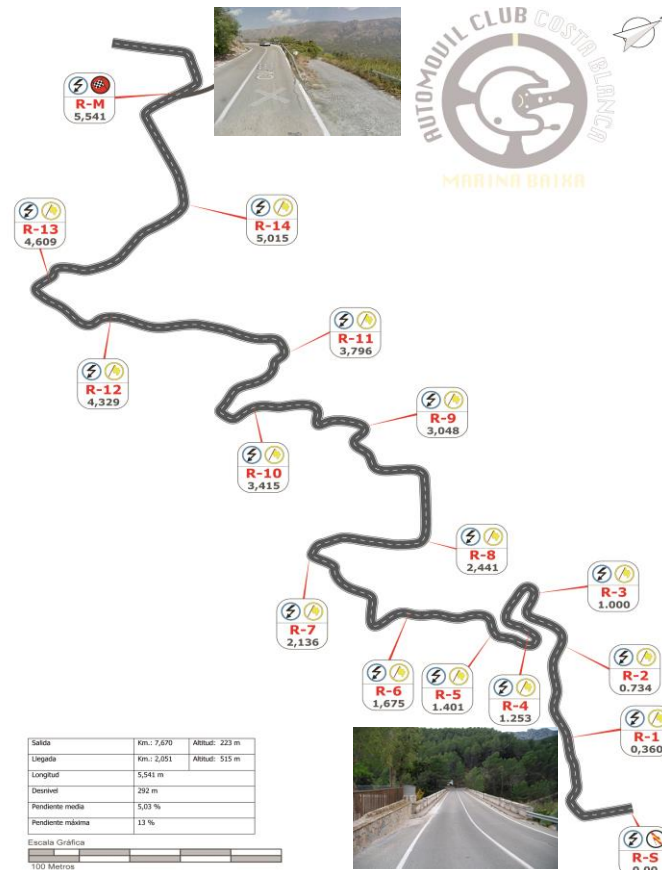 AUTOMOVIL CLUB COSTA BLANCA
MARINA BAIXA
R-M
5,541
R-14
5,015
R-13
4,609
R-11
3,796
R-12
4,329
R-9
3,048
R-10
3,415
R-8
2,441
R-3
1.000
R-7
2,136
R-2
0.734
R-6
1,675
R-5
1.401
R-4
1.253
R-1
0,360
R-S
Salida Km.: 7,670 Altitud: 223 m
Llegada Km.: 2,051 Altitud: 515 m
Longitud 5,541 m
Desnivel 292 m
Pendiente media 5,03 %
Pendiente máxima 13 %
Escala Gráfica
100 Metros